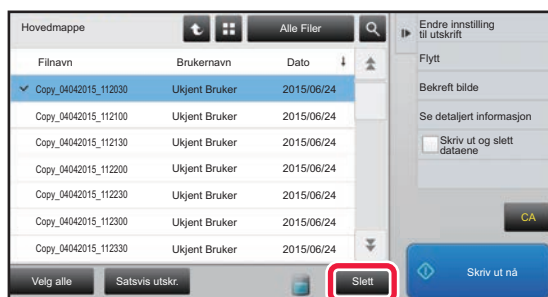 Hovedmappe
Alle Filer
Filnavn Brukernavn Dato
Copy_04042015_112030 Ukjent Bruker 2015/06/24
Copy_04042015_112100 Ukjent Bruker 2015/06/24
Copy_04042015_112130 Ukjent Bruker 2015/06/24
Copy_04042015_112200 Ukjent Bruker 2015/06/24
Copy_04042015_112230 Ukjent Bruker 2015/06/24
Copy_04042015_112300 Ukjent Bruker 2015/06/24
Copy_04042015_112330 Ukjent Bruker 2015/06/24
Velg alle
Satsvis utskr.
Slett
Endre innstilling
til utskrift
Flytt
Bekreft bilde
Se detaljert informasjon
Skriv ut og slett
dataene
CA
Skriv ut nå